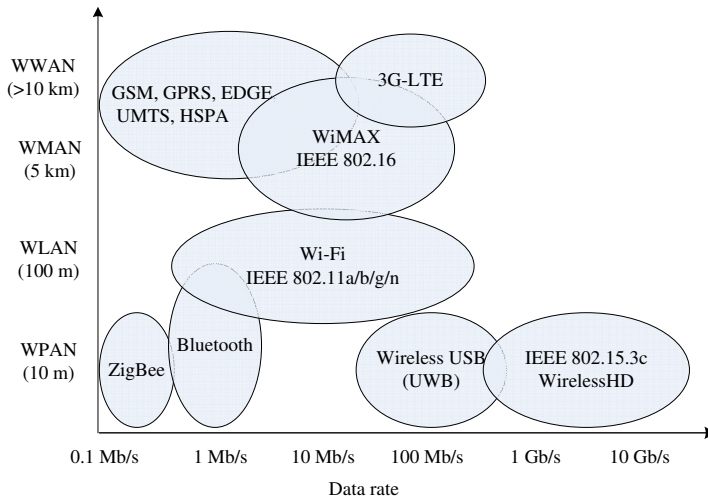 WWAN
(>10 km)
WMAN
(5 km)
WLAN
(100 m)
WPAN
(10 m)
GSM, GPRS, EDGE
UMTS, HSPA
3G-LTE
WiMAX
IEEE 802.16
Wi-Fi
IEEE 802.11a/b/g/n
ZigBee
Bluetooth
Wireless USB
(UWB)
IEEE 802.15.3c
WirelessHD
0.1 Mb/s
1 Mb/s
10 Mb/s
100 Mb/s
1 Gb/s
10 Gb/s
Data rate